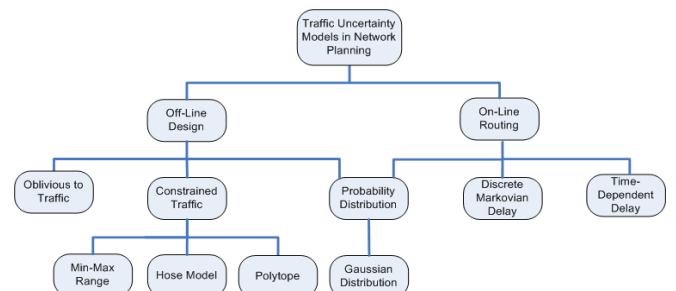 Traffic Uncertainty
Models in Network
Planning
Off-Line
Design
On-Line
Routing
Oblivious to
Traffic
Constrained
Traffic
Probability
Distribution
Discrete
Markovian
Delay
Time-
Dependent
Delay
Min-Max
Range
Hose Model
Polytope
Gaussian
Distribution